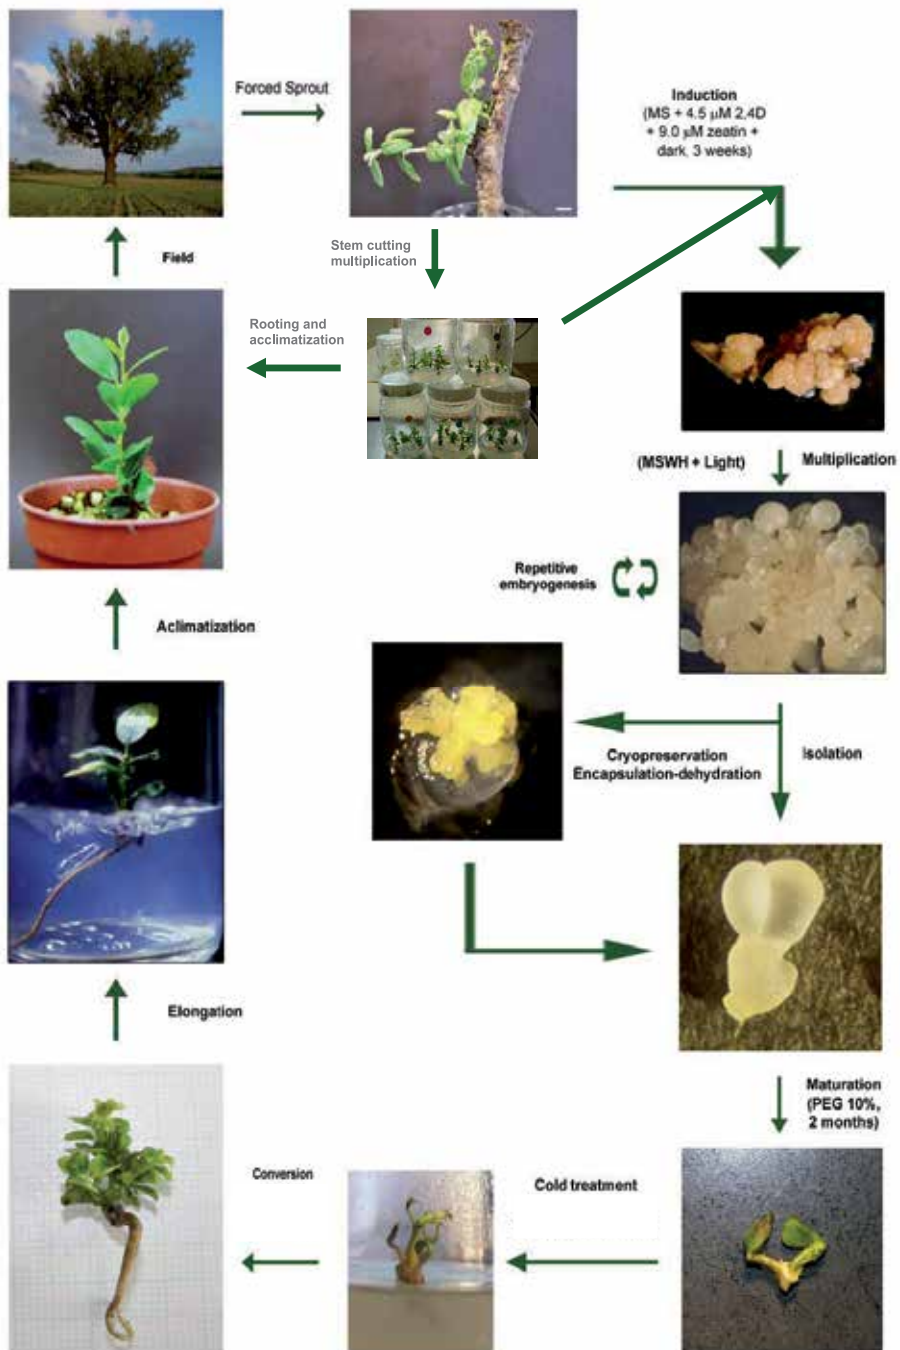 Forced Sprout
Induction
(MS + 4.5 µM 2,4D
+ 9.0 µM zeatin +
dark, 3 weeks)
Stem cutting
multiplication
Field
Rooting and
acclimatization
(MSWH + Light)
Multiplication
Repetitive
embryogenesis
Aclimatization
Cryopreservation
Encapsulation-dehydration
Isolation
Elongation
Maturation
(PEG 10%,
2 months)
Conversion
Cold treatment